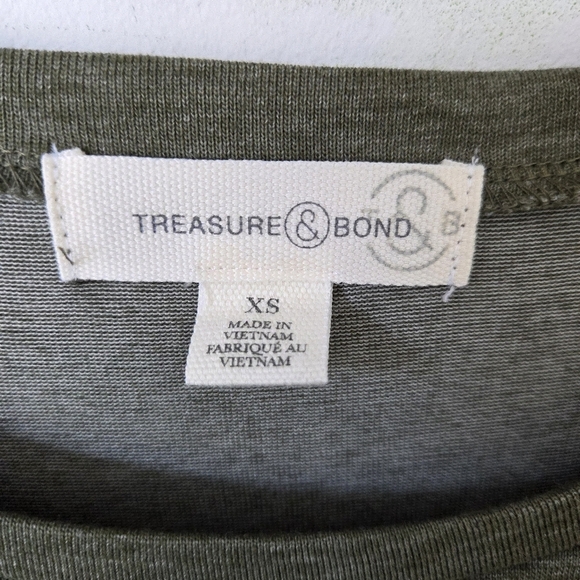 TREASURE & BOND
T & B
XS
MADE IN
VIETNAM
FABRIQUÉ AU
VIETNAM